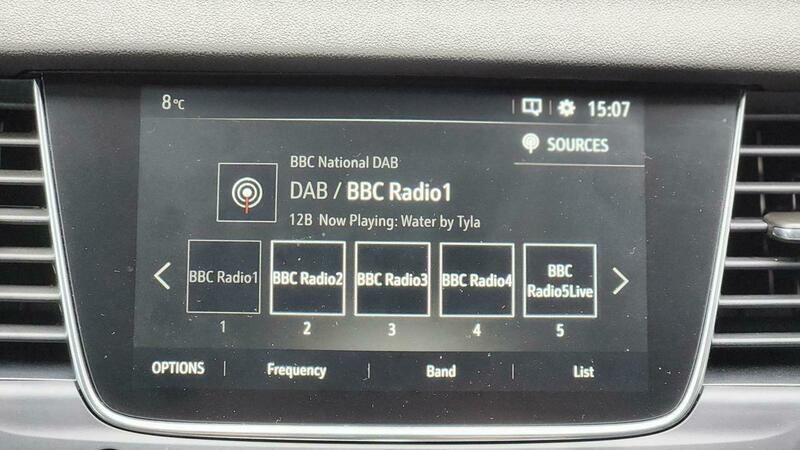 8°C
15:07
SOURCES
BBC National DAB
DAB / BBC Radio1
12B Now Playing: Water by Tyla
BBC Radio1
BBC Radio2
BBC Radio3
BBC Radio4
BBC
Radio5Live
1
2
3
4
5
OPTIONS
Frequency
Band
List